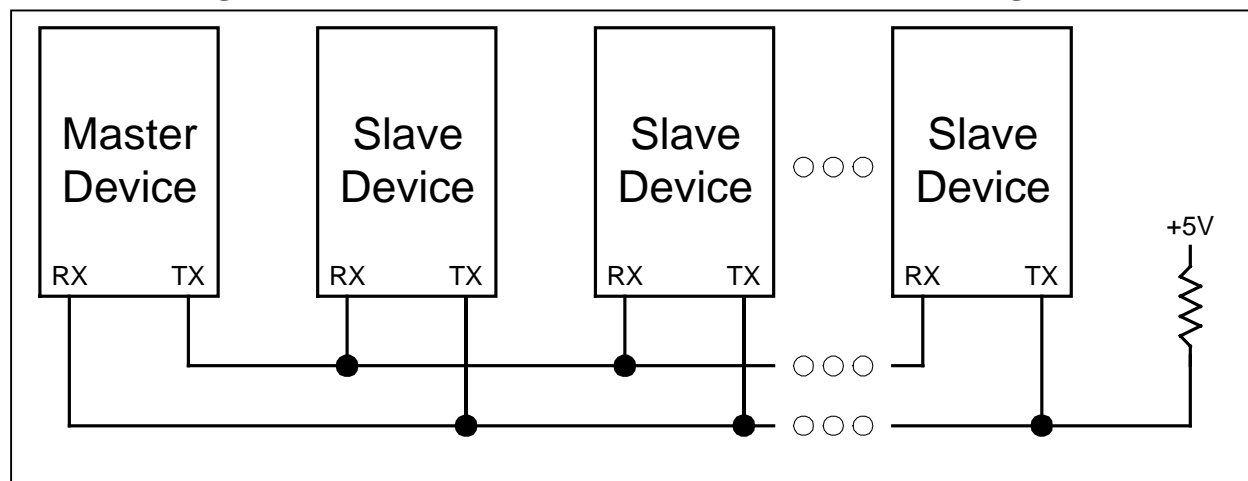 Master
Device
RX TX
Slave
Device
RX TX
Slave
Device
RX TX
Slave
Device
RX TX
+5V